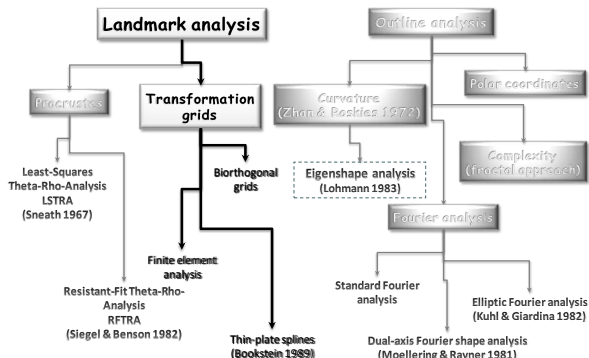 Landmark analysis
Outline analysis
Procrustes
Transformation
grids
Curvature
(Zhan & Roskies 1972)
Polar coordinates
Complexity
(fractal approach)
Least-Squares
Theta-Rho-Analysis
LSTRA
(Sneath 1967)
Biorthogonal
grids
Eigenshape analysis
(Lohmann 1983)
Fourier analysis
Finite element
analysis
Resistant-Fit Theta-Rho-
Analysis
RFTRA
(Siegel & Benson 1982)
Standard Fourier
analysis
Elliptic Fourier analysis
(Kuhl & Giardina 1982)
Thin-plate splines
(Bookstein 1989)
Dual-axis Fourier shape analysis
(Moellering & Rayner 1981)